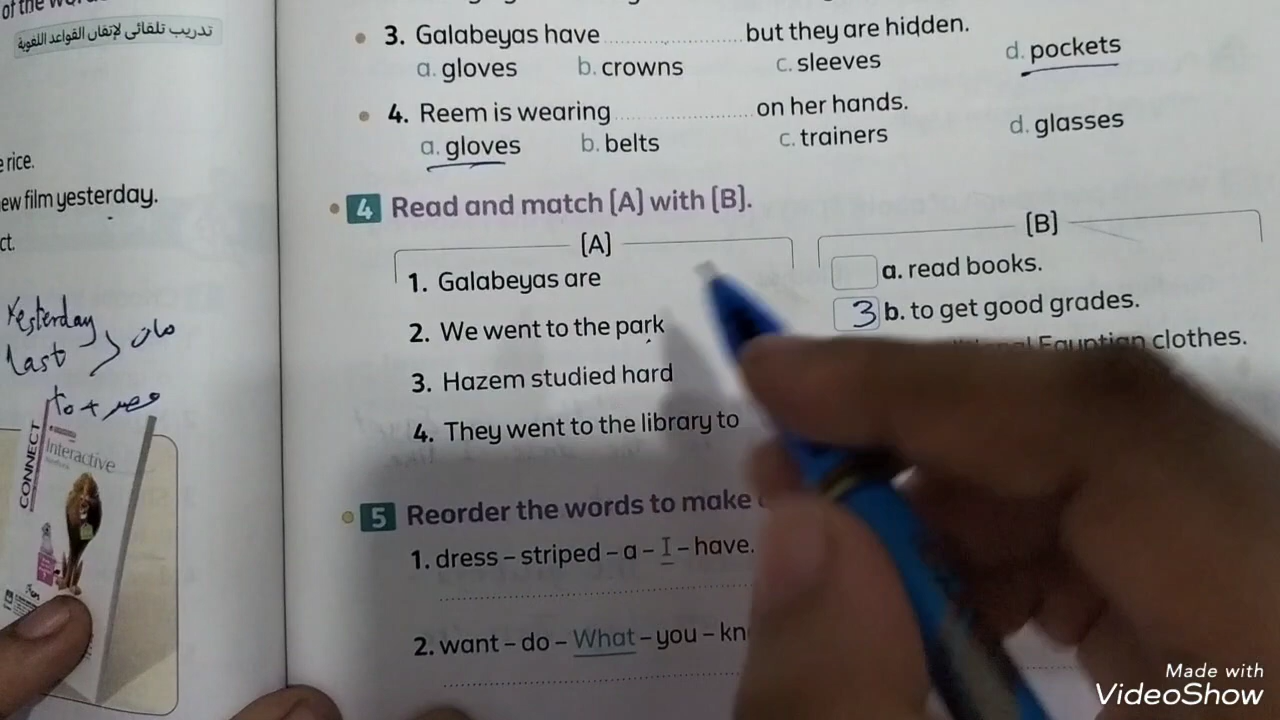 of the
تدريب تلقائى لإتقان القواعد اللغوية
rice.
ew film yesterday.
ct.
Yesterday
last
to +
CONNECT
Interactive
3. Galabeyas have ........................ but they are hidden.
a. gloves b. crowns c. sleeves d. pockets
4. Reem is wearing ........................ on her hands.
a. gloves b. belts c. trainers d. glasses
4 Read and match [A] with [B].
[A]
1. Galabeyas are
2. We went to the park
3. Hazem studied hard
4. They went to the library to
[B]
a. read books.
3 b. to get good grades.
Egyptian clothes.
5 Reorder the words to make
1. dress – striped – a – I – have.
2. want – do – What – you – kn
Made with
VideoShow